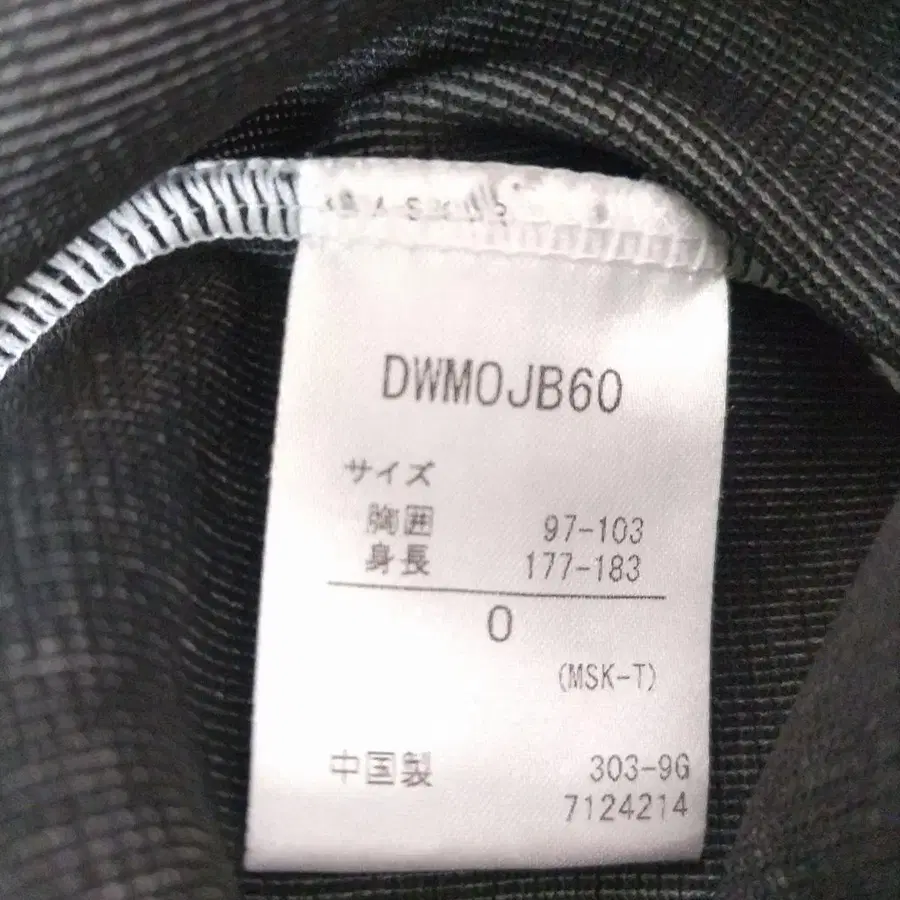 DWMOJB60
サイズ
胸囲 97-103
身長 177-183
O
(MSK-T)
中国製 303-9G
7124214